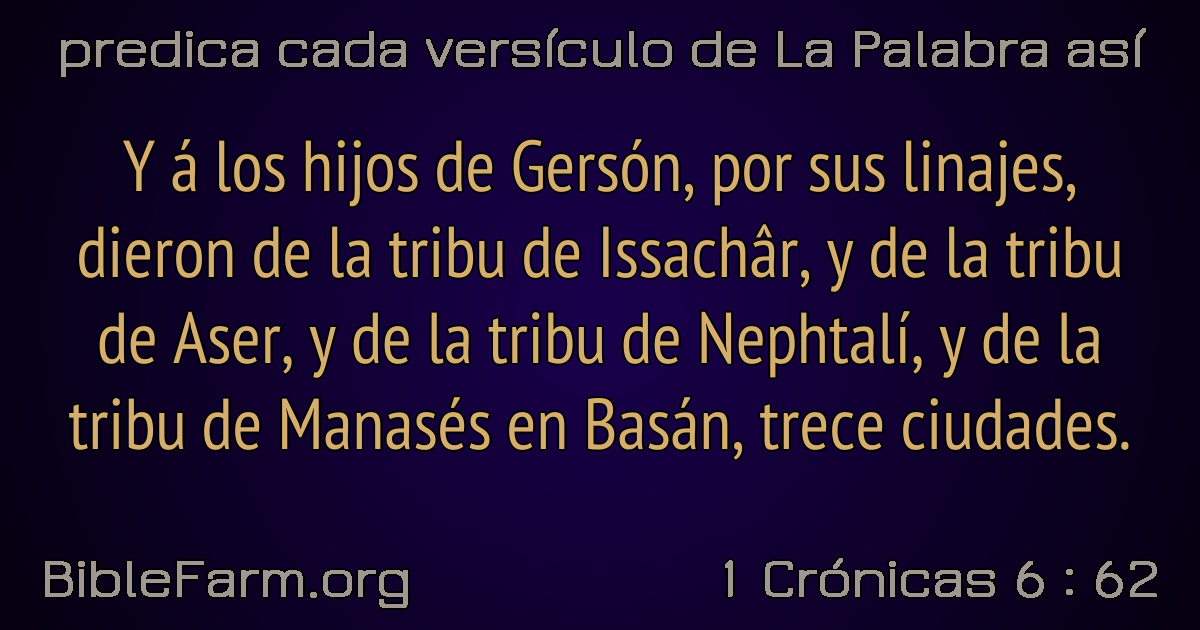 predica cada versículo de La Palabra así
Y á los hijos de Gersón, por sus linajes,
dieron de la tribu de Issachâr, y de la tribu
de Aser, y de la tribu de Nephtalí, y de la
tribu de Manasés en Basán, trece ciudades.
BibleFarm.org
1 Crónicas 6 : 62